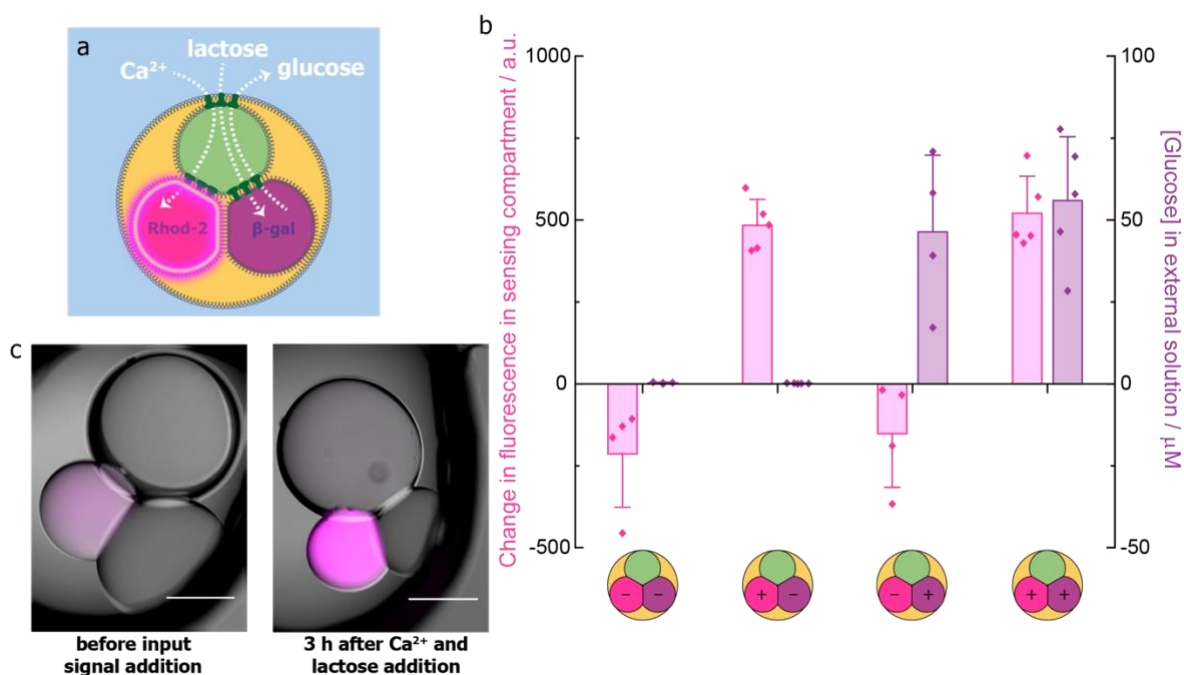 a
lactose
Ca²⁺
glucose
Rhod-2
β-gal
b
Change in fluorescence in sensing compartment / a.u.
1000
500
0
-500
100
50
0
-50
[Glucose] in external solution / μM
− −
+ −
− +
+ +
c
before input
signal addition
3 h after Ca²⁺ and
lactose addition